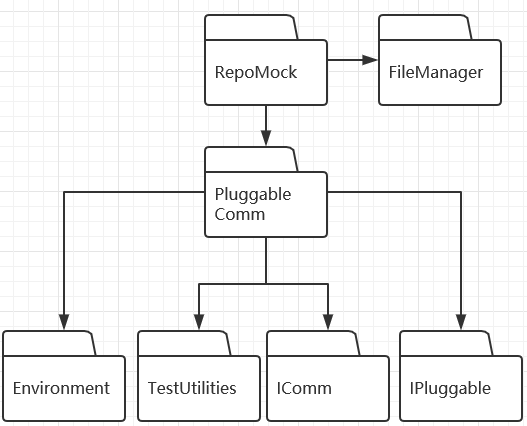 RepoMock
FileManager
Pluggable
Comm
Environment
TestUtilities
IComm
IPluggable